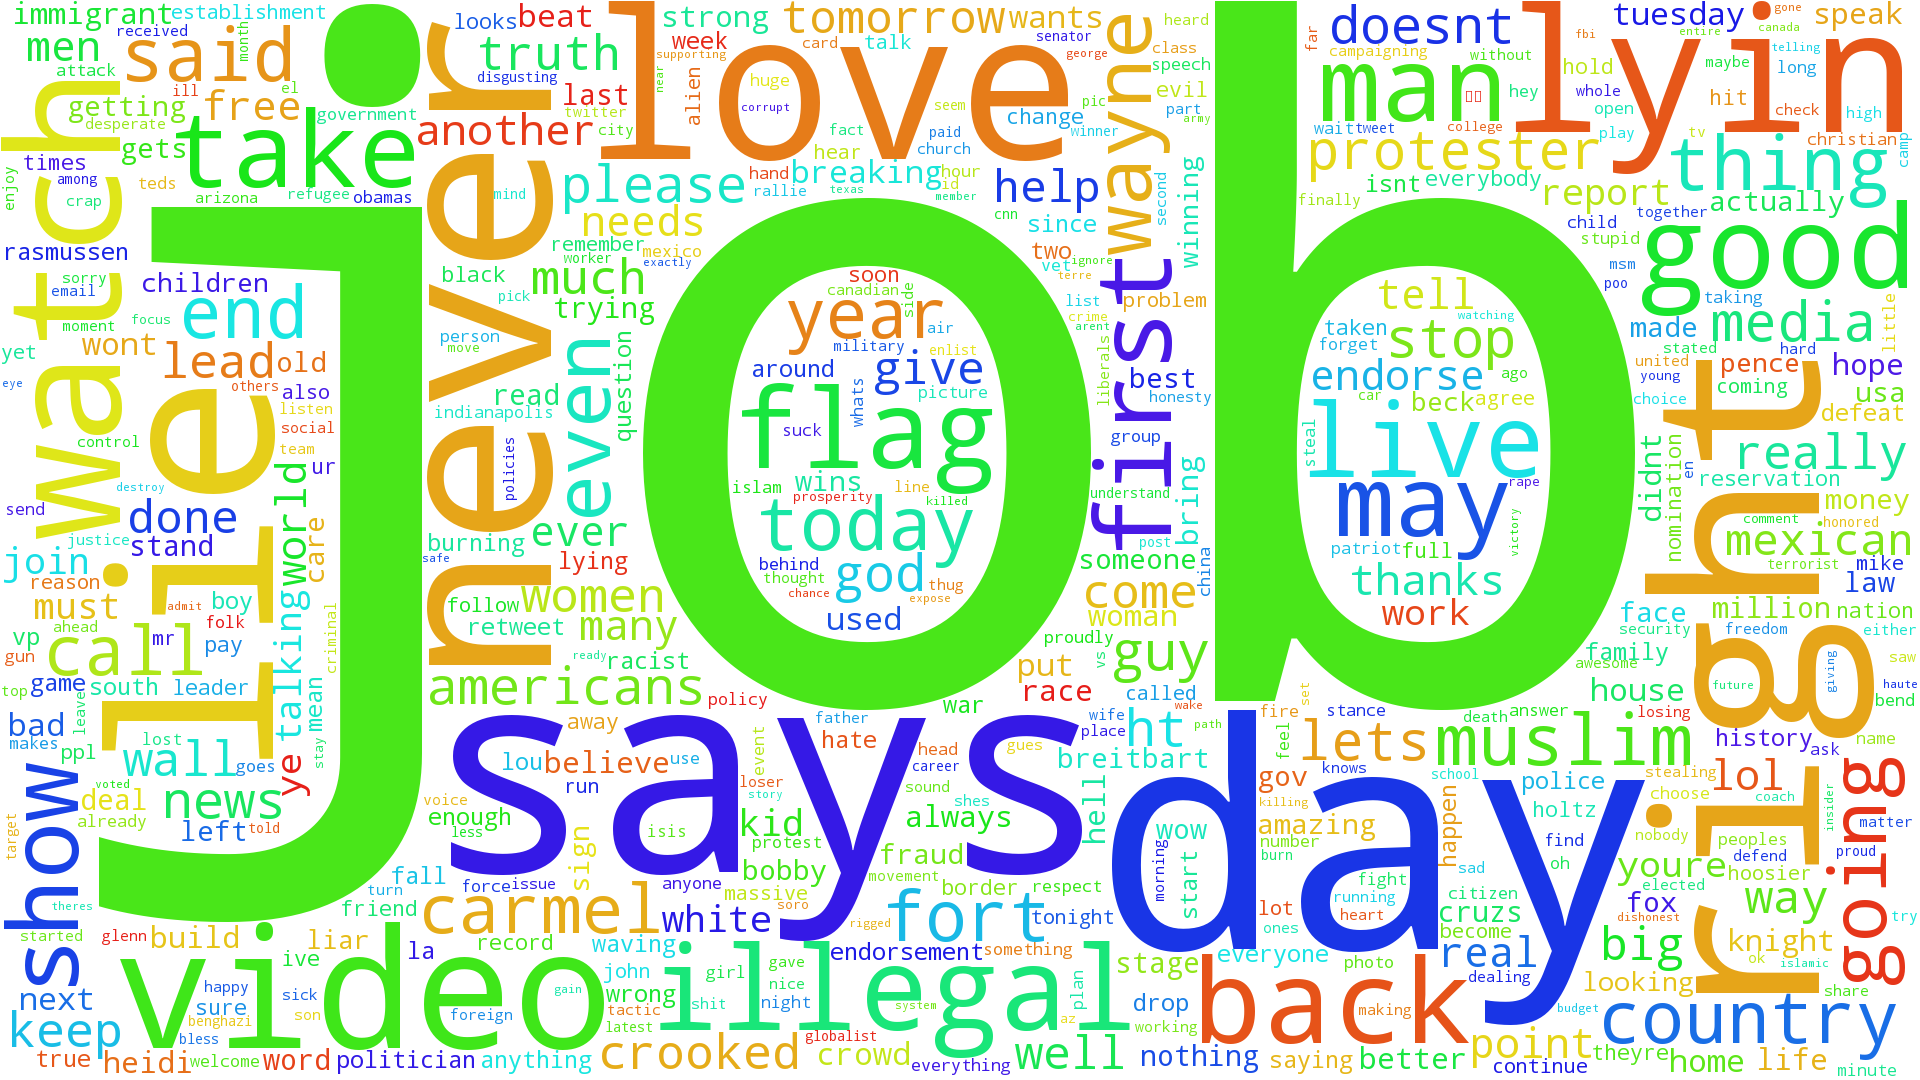 job
says
day
love
lyin
never
right
lie
video
illegal
back
take
good
watch
flag
live
may
today
first
country
man
thing
said
show
going
year
end
call
carmel
fort
muslim
even
another
truth
strong
tomorrow
wants
wayne
doesnt
tuesday
speak
immigrant
establishment
received
month
men
attack
ill
el
free
getting
desperate
gets
government
times
among
teds
crap
enjoy
arizona
refugee
obamas
looks
beat
week
supporting
card
talk
senator
george
heard
class
speech
far
campaigning
fbi
without
gone
canada
entire
telling
disgusting
last
alien
near
huge
corrupt
seem
pic
change
winner
evil
part
army
hold
hey
whole
open
maybe
long
hit
check
high
twitter
city
fact
hear
paid
church
wait
tweet
college
play
tv
christian
camp
please
hand
breaking
rallie
texas
hour
id
member
help
protester
isnt
everybody
report
actually
finally
mind
needs
remember
mexico
worker
exactly
cnn
since
two
vet
ignore
terre
second
winning
child
together
stupid
rasmussen
sorry
email
children
moment
focus
black
much
pick
trying
soon
canadian
side
list
crime
arent
problem
tell
watching
msm
poo
taking
little
yet
eye
wont
lead
old
others
also
person
move
read
indianapolis
question
air
military
enlist
around
give
whats
picture
liberals
best
honesty
taken
forget
stop
endorse
ago
car
beck
agree
made
media
stated
hard
united
young
pence
hope
coming
choice
usa
defeat
listen
social
team
control
ur
world
policies
suck
islam
wins
prosperity
line
killed
group
understand
bring
steal
rape
victory
didnt
nomination
en
really
reservation
money
send
destroy
done
justice
stand
care
burning
ever
safe
lying
behind
thought
chance
god
thug
expose
used
post
someone
china
patriot
full
thanks
work
comment
honored
mexican
terrorist
mike
law
join
reason
must
admit
boy
folk
talking
follow
retweet
women
many
ready
racist
come
woman
proudly
vs
guy
put
face
security
million
nation
freedom
either
family
awesome
vp
ahead
mr
pay
criminal
gun
top
game
leave
south
leader
mean
stay
americans
policy
war
race
called
wake
house
future
giving
saw
haute
bend
bad
makes
ppl
lost
wall
goes
ye
voted
deal
already
news
left
told
target
away
father
hate
lou
believe
use
run
event
loser
story
head
career
gues
sound
shes
wife
place
ht
path
breitbart
hell
fire
set
stance
feel
lets
gov
knows
killing
death
answer
losing
school
police
history
ask
name
stealing
lol
choose
coach
insider
matter
voice
enough
less
isis
kid
protest
always
wow
start
amazing
number
burn
happen
holtz
find
oh
sad
nobody
peoples
defend
proud
fall
turn
force
issue
sign
anyone
bobby
massive
fraud
movement
border
respect
morning
fight
running
heart
citizen
youre
elected
hoosier
theres
friend
white
soro
rigged
tonight
lot
ones
cruzs
become
fox
dishonest
way
try
started
glenn
build
liar
la
record
waving
endorsement
something
stage
everyone
photo
real
big
knight
ok
islamic
ive
john
girl
gave
nice
night
plan
dealing
looking
share
next
happy
sure
sick
son
benghazi
bless
foreign
gain
wrong
tactic
latest
shit
system
az
drop
working
making
budget
keep
true
heidi
welcome
word
politician
anything
crooked
globalist
crowd
everything
well
nothing
saying
better
point
continue
theyre
home
life
minute